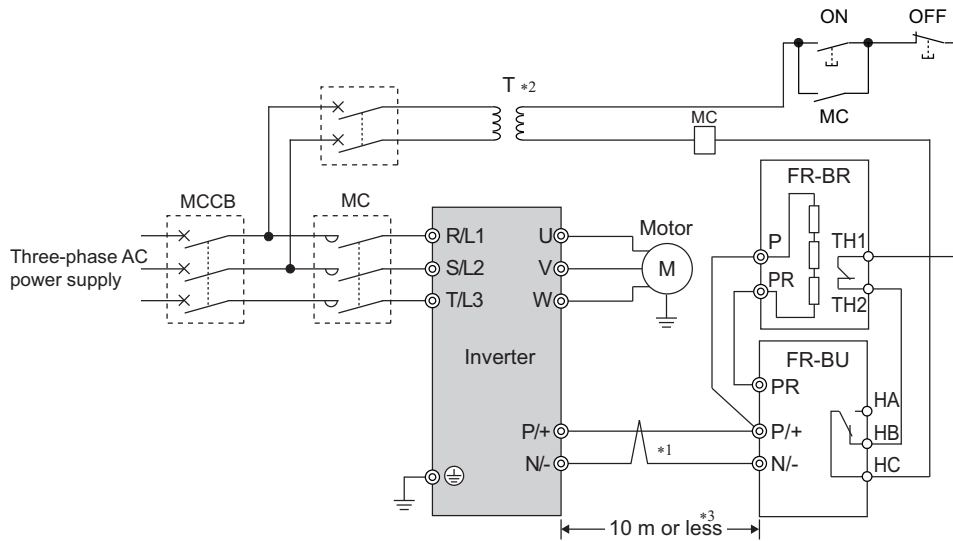 ON
OFF
T *2
MC
MC
FR-BR
MCCB
MC
R/L1
U
Motor
P
TH1
Three-phase AC
power supply
S/L2
V
M
PR
TH2
T/L3
W
Inverter
FR-BU
PR
HA
P/+
P/+
HB
N/-
*1
N/-
HC
10 m or less *3